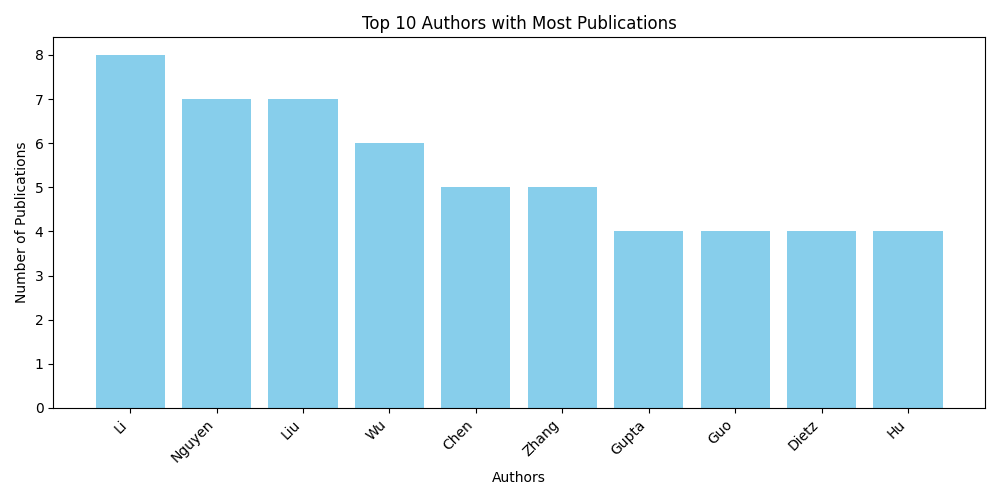 Top 10 Authors with Most Publications
Number of Publications
8
7
6
5
4
3
2
1
0
Li
Nguyen
Liu
Wu
Chen
Zhang
Gupta
Guo
Dietz
Hu
Authors